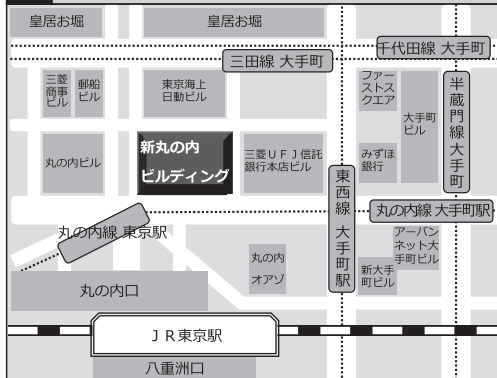 皇居お堀
皇居お堀
千代田線 大手町
三田線 大手町
三菱
商事
ビル
郵船
ビル
東京海上
日動ビル
ファー
ストス
クエア
大手町
ビル
半蔵門線 大手町
丸の内ビル
新丸の内
ビルディング
三菱UFJ信託
銀行本店ビル
みずほ
銀行
東西線 大手町駅
丸の内線 大手町駅
丸の内線 東京駅
アーバン
ネット大
手町ビル
丸の内
オアゾ
新大手
町ビル
丸の内口
JR東京駅
八重洲口